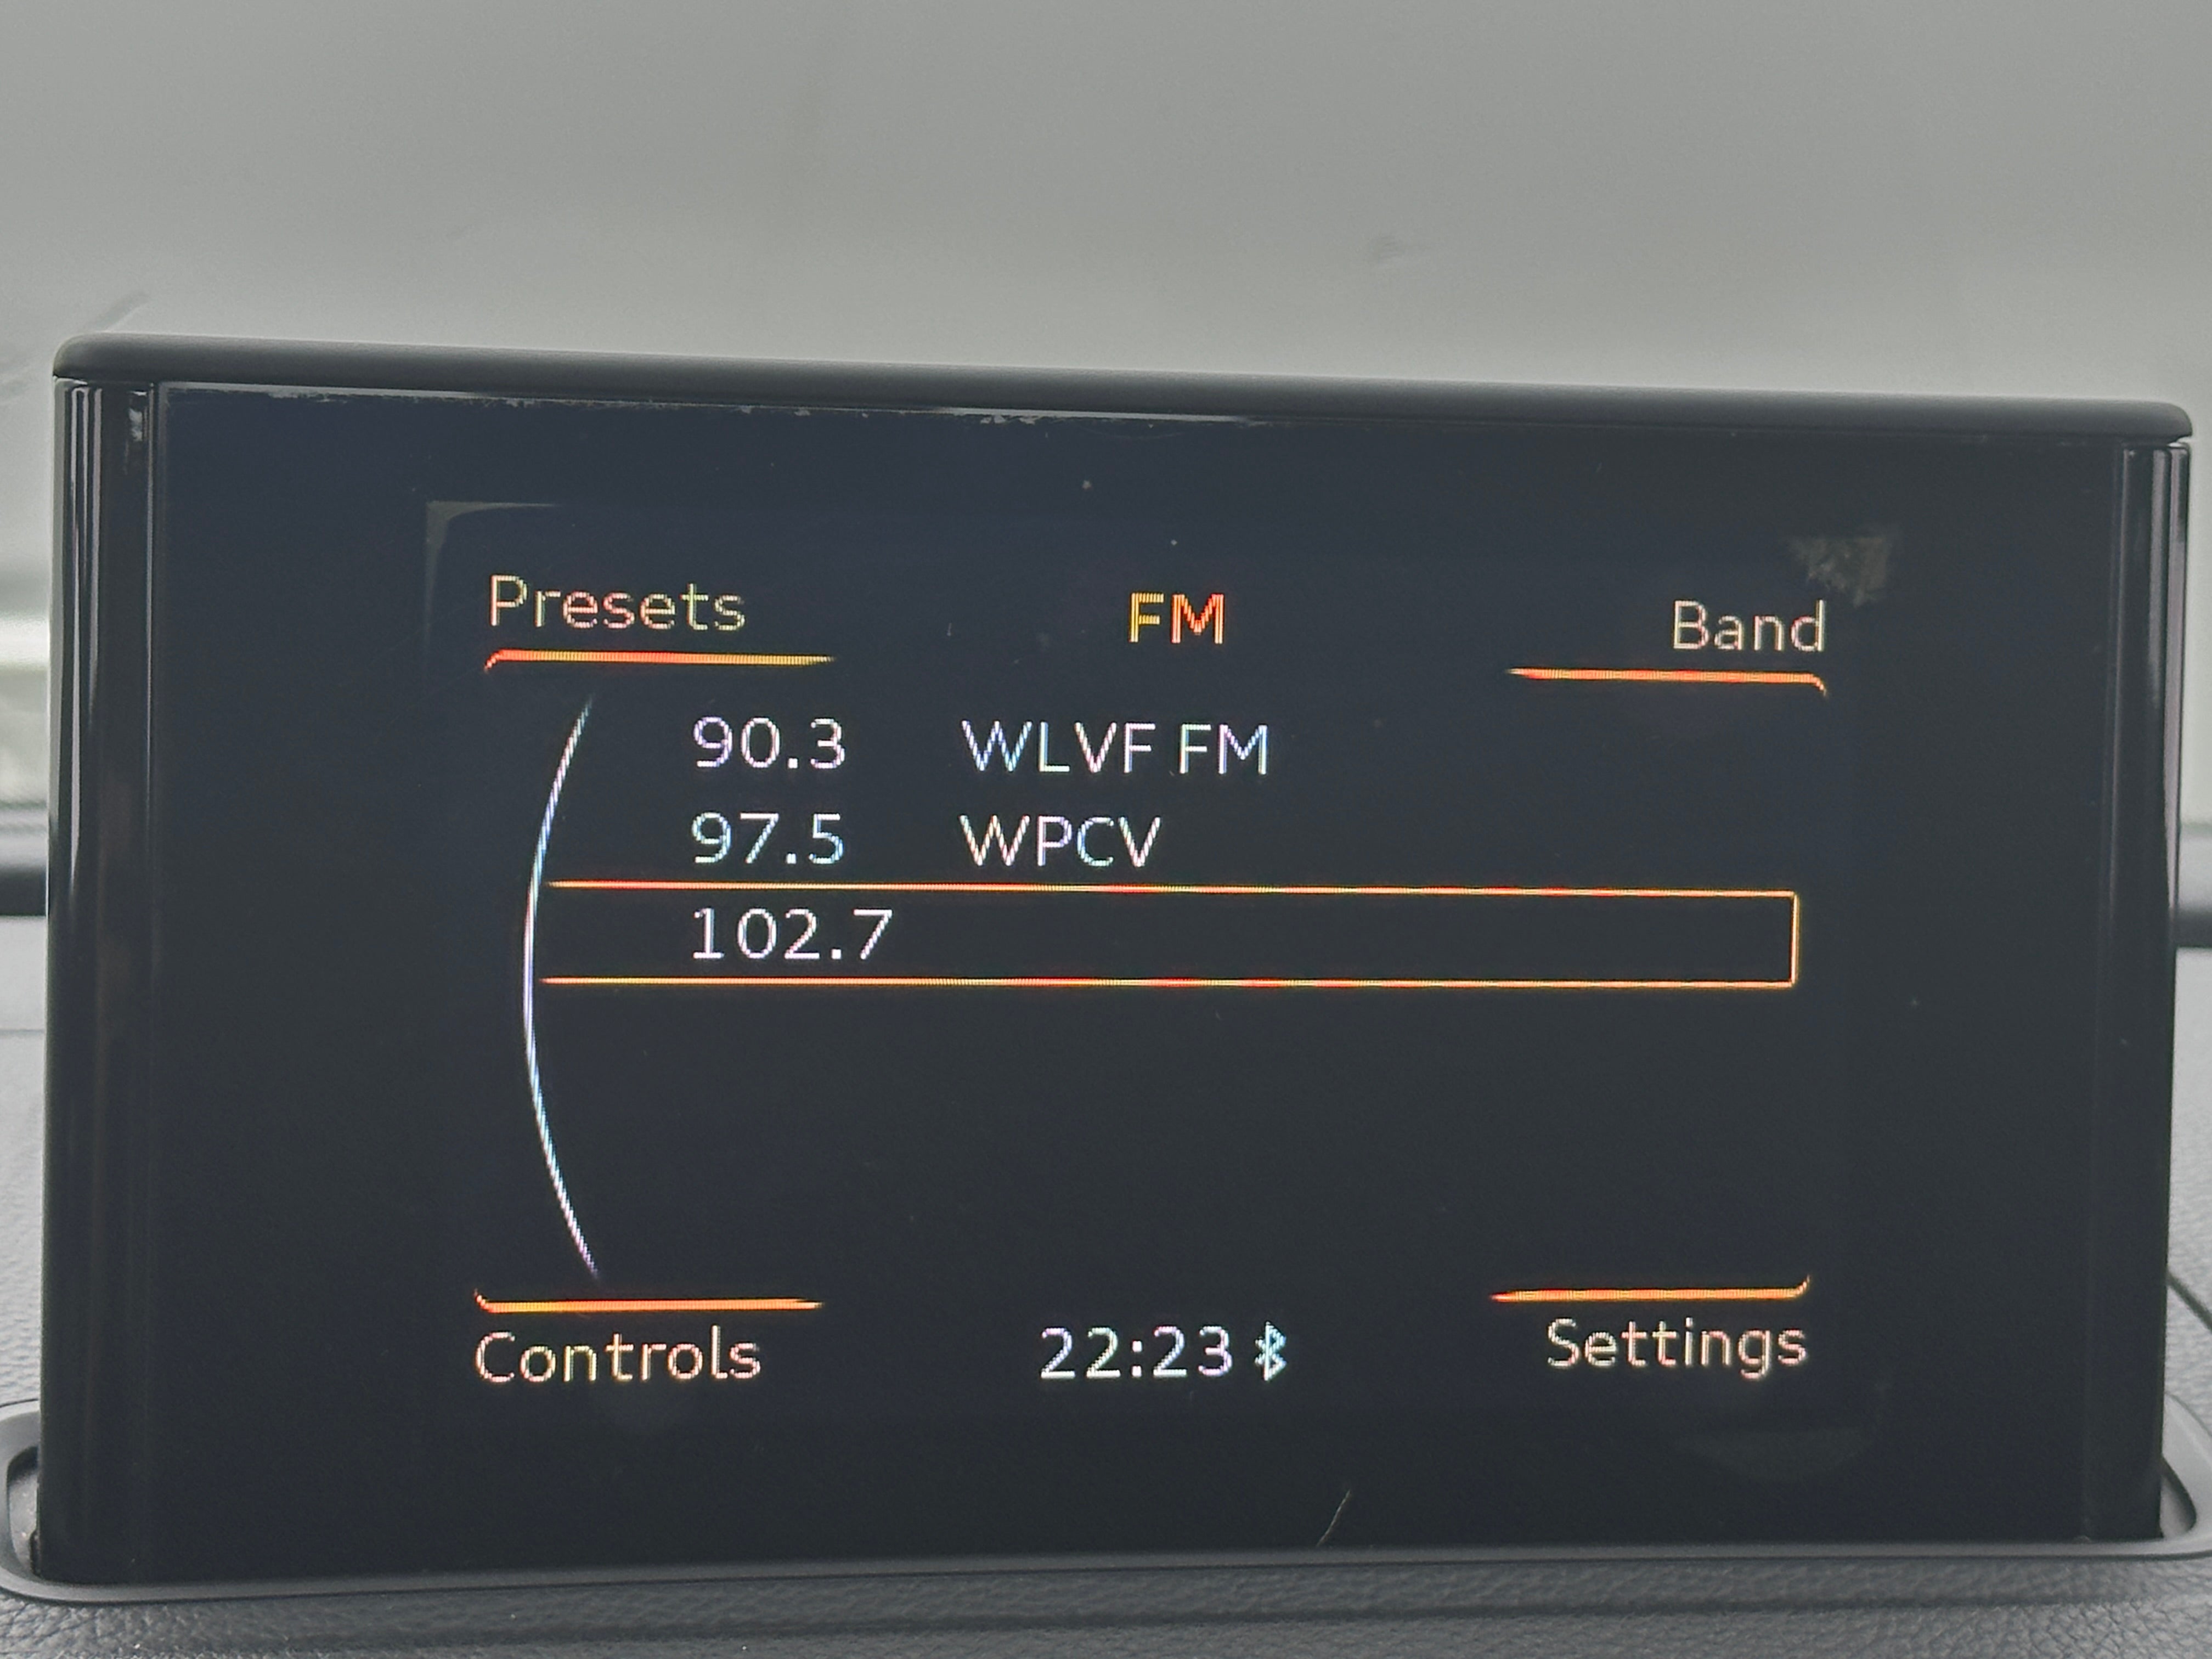 Presets FM Band
90.3 WLVF FM
97.5 WPCV
102.7
Controls 22:23 Settings